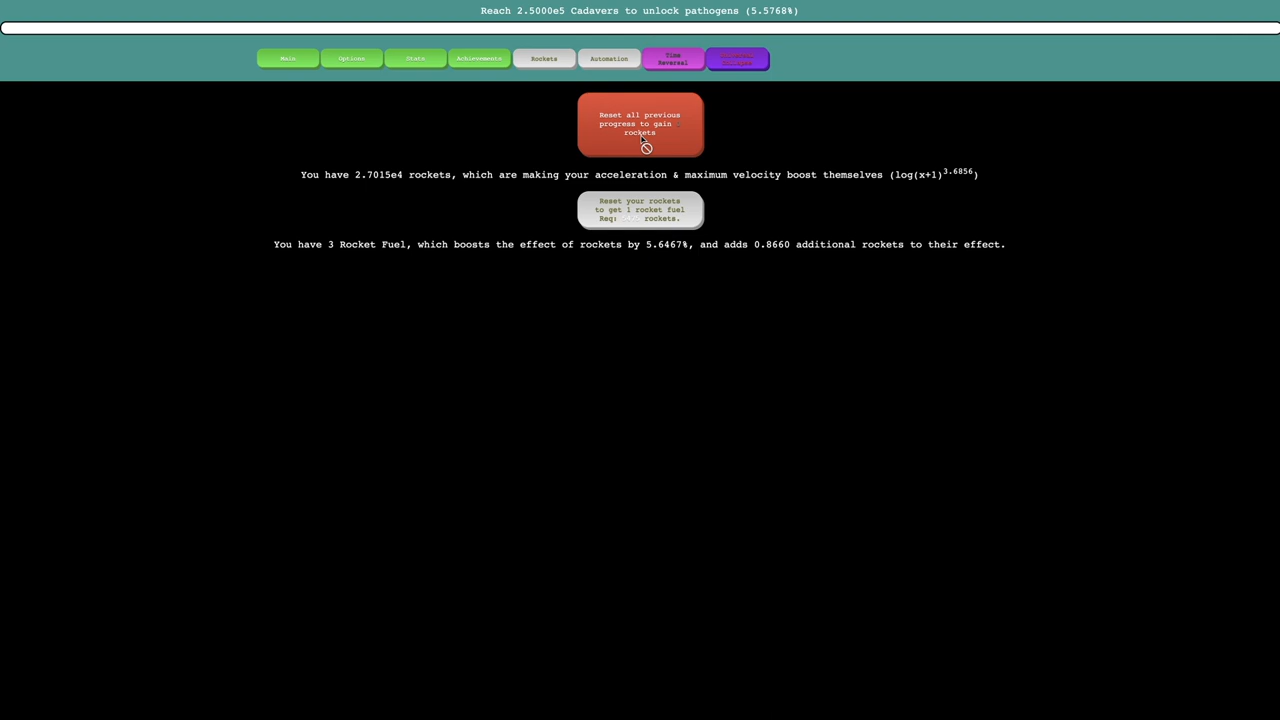 Reach 2.5000e5 Cadavers to unlock pathogens (5.5768%)
Main
Options
Stats
Achievements
Rockets
Automation
Time
Reversal
Reset all previous
progress to gain
rockets
You have 2.7015e4 rockets, which are making your acceleration & maximum velocity boost themselves (log(x+1)^3.6856)
Reset your rockets
to get 1 rocket fuel
Req: rockets.
You have 3 Rocket Fuel, which boosts the effect of rockets by 5.6467%, and adds 0.8660 additional rockets to their effect.